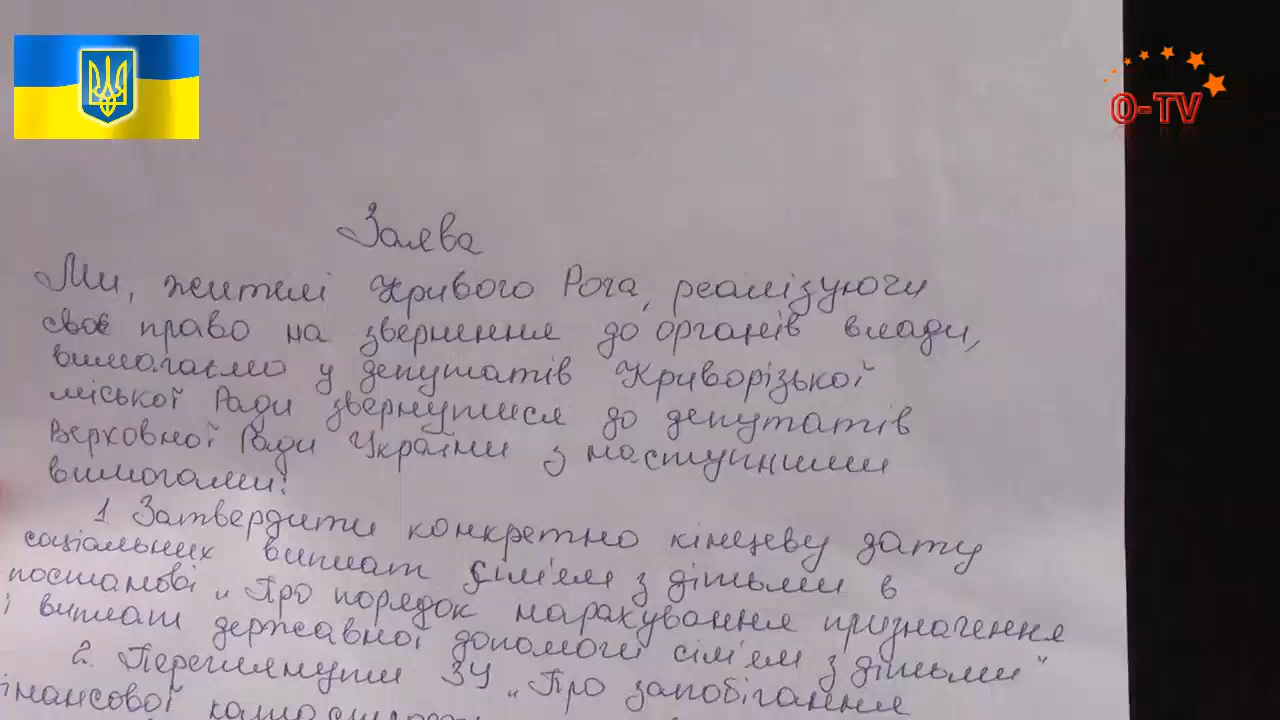 O-TV
Заява
Ми, жителі Кривого Рога, реалізуючи
своє право на звернення до органів влади,
вимагаємо у депутатів Криворізької
міської Ради звернутися до депутатів
Верховної Ради України з наступними
вимогами:
1. Затвердити конкретно кінцеву дату
соціальних виплат сім'ям з дітьми в
постанові „Про порядок нарахування призначення
і виплат державної допомоги сім'ям з дітьми"
2. Переглянути ЗУ „Про запобігання
інансової